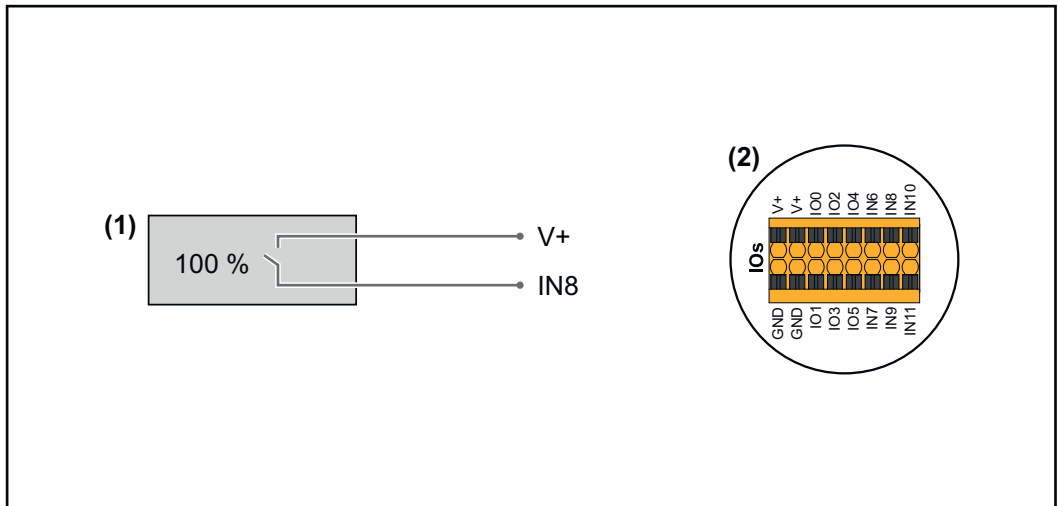 (1)
100 %
V+
IN8
(2)
V+ V+ IO0 IO2 IO4 IN6 IN8 IN10
IOs
GND GND IO1 IO3 IO5 IN7 IN9 IN11